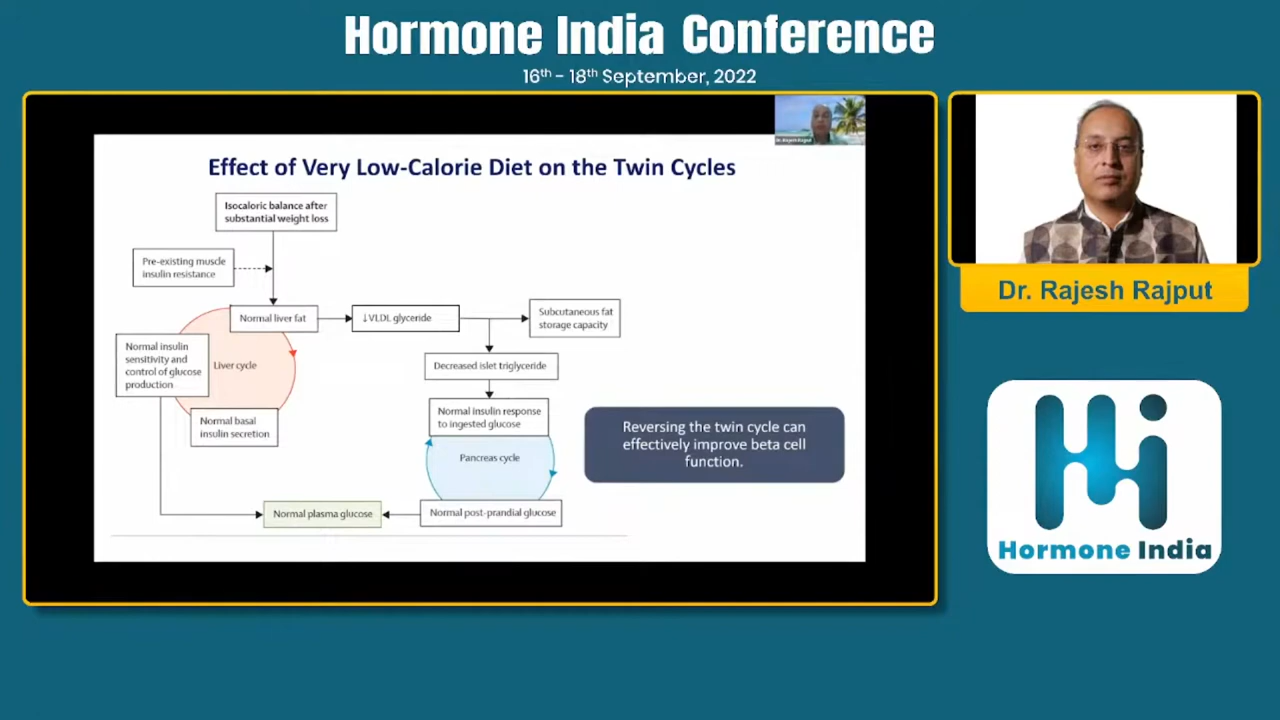 Hormone India Conference
16th - 18th September, 2022
Effect of Very Low-Calorie Diet on the Twin Cycles
Isocaloric balance after
substantial weight loss
Pre-existing muscle
insulin resistance
Normal liver fat
↓VLDL glyceride
Subcutaneous fat
storage capacity
Normal insulin
sensitivity and
control of glucose
production
Liver cycle
Decreased islet triglyceride
Normal basal
insulin secretion
Normal insulin response
to ingested glucose
Pancreas cycle
Normal plasma glucose
Normal post-prandial glucose
Reversing the twin cycle can
effectively improve beta cell
function.
Dr. Rajesh Rajput
Dr. Rajesh Rajput
Hormone India